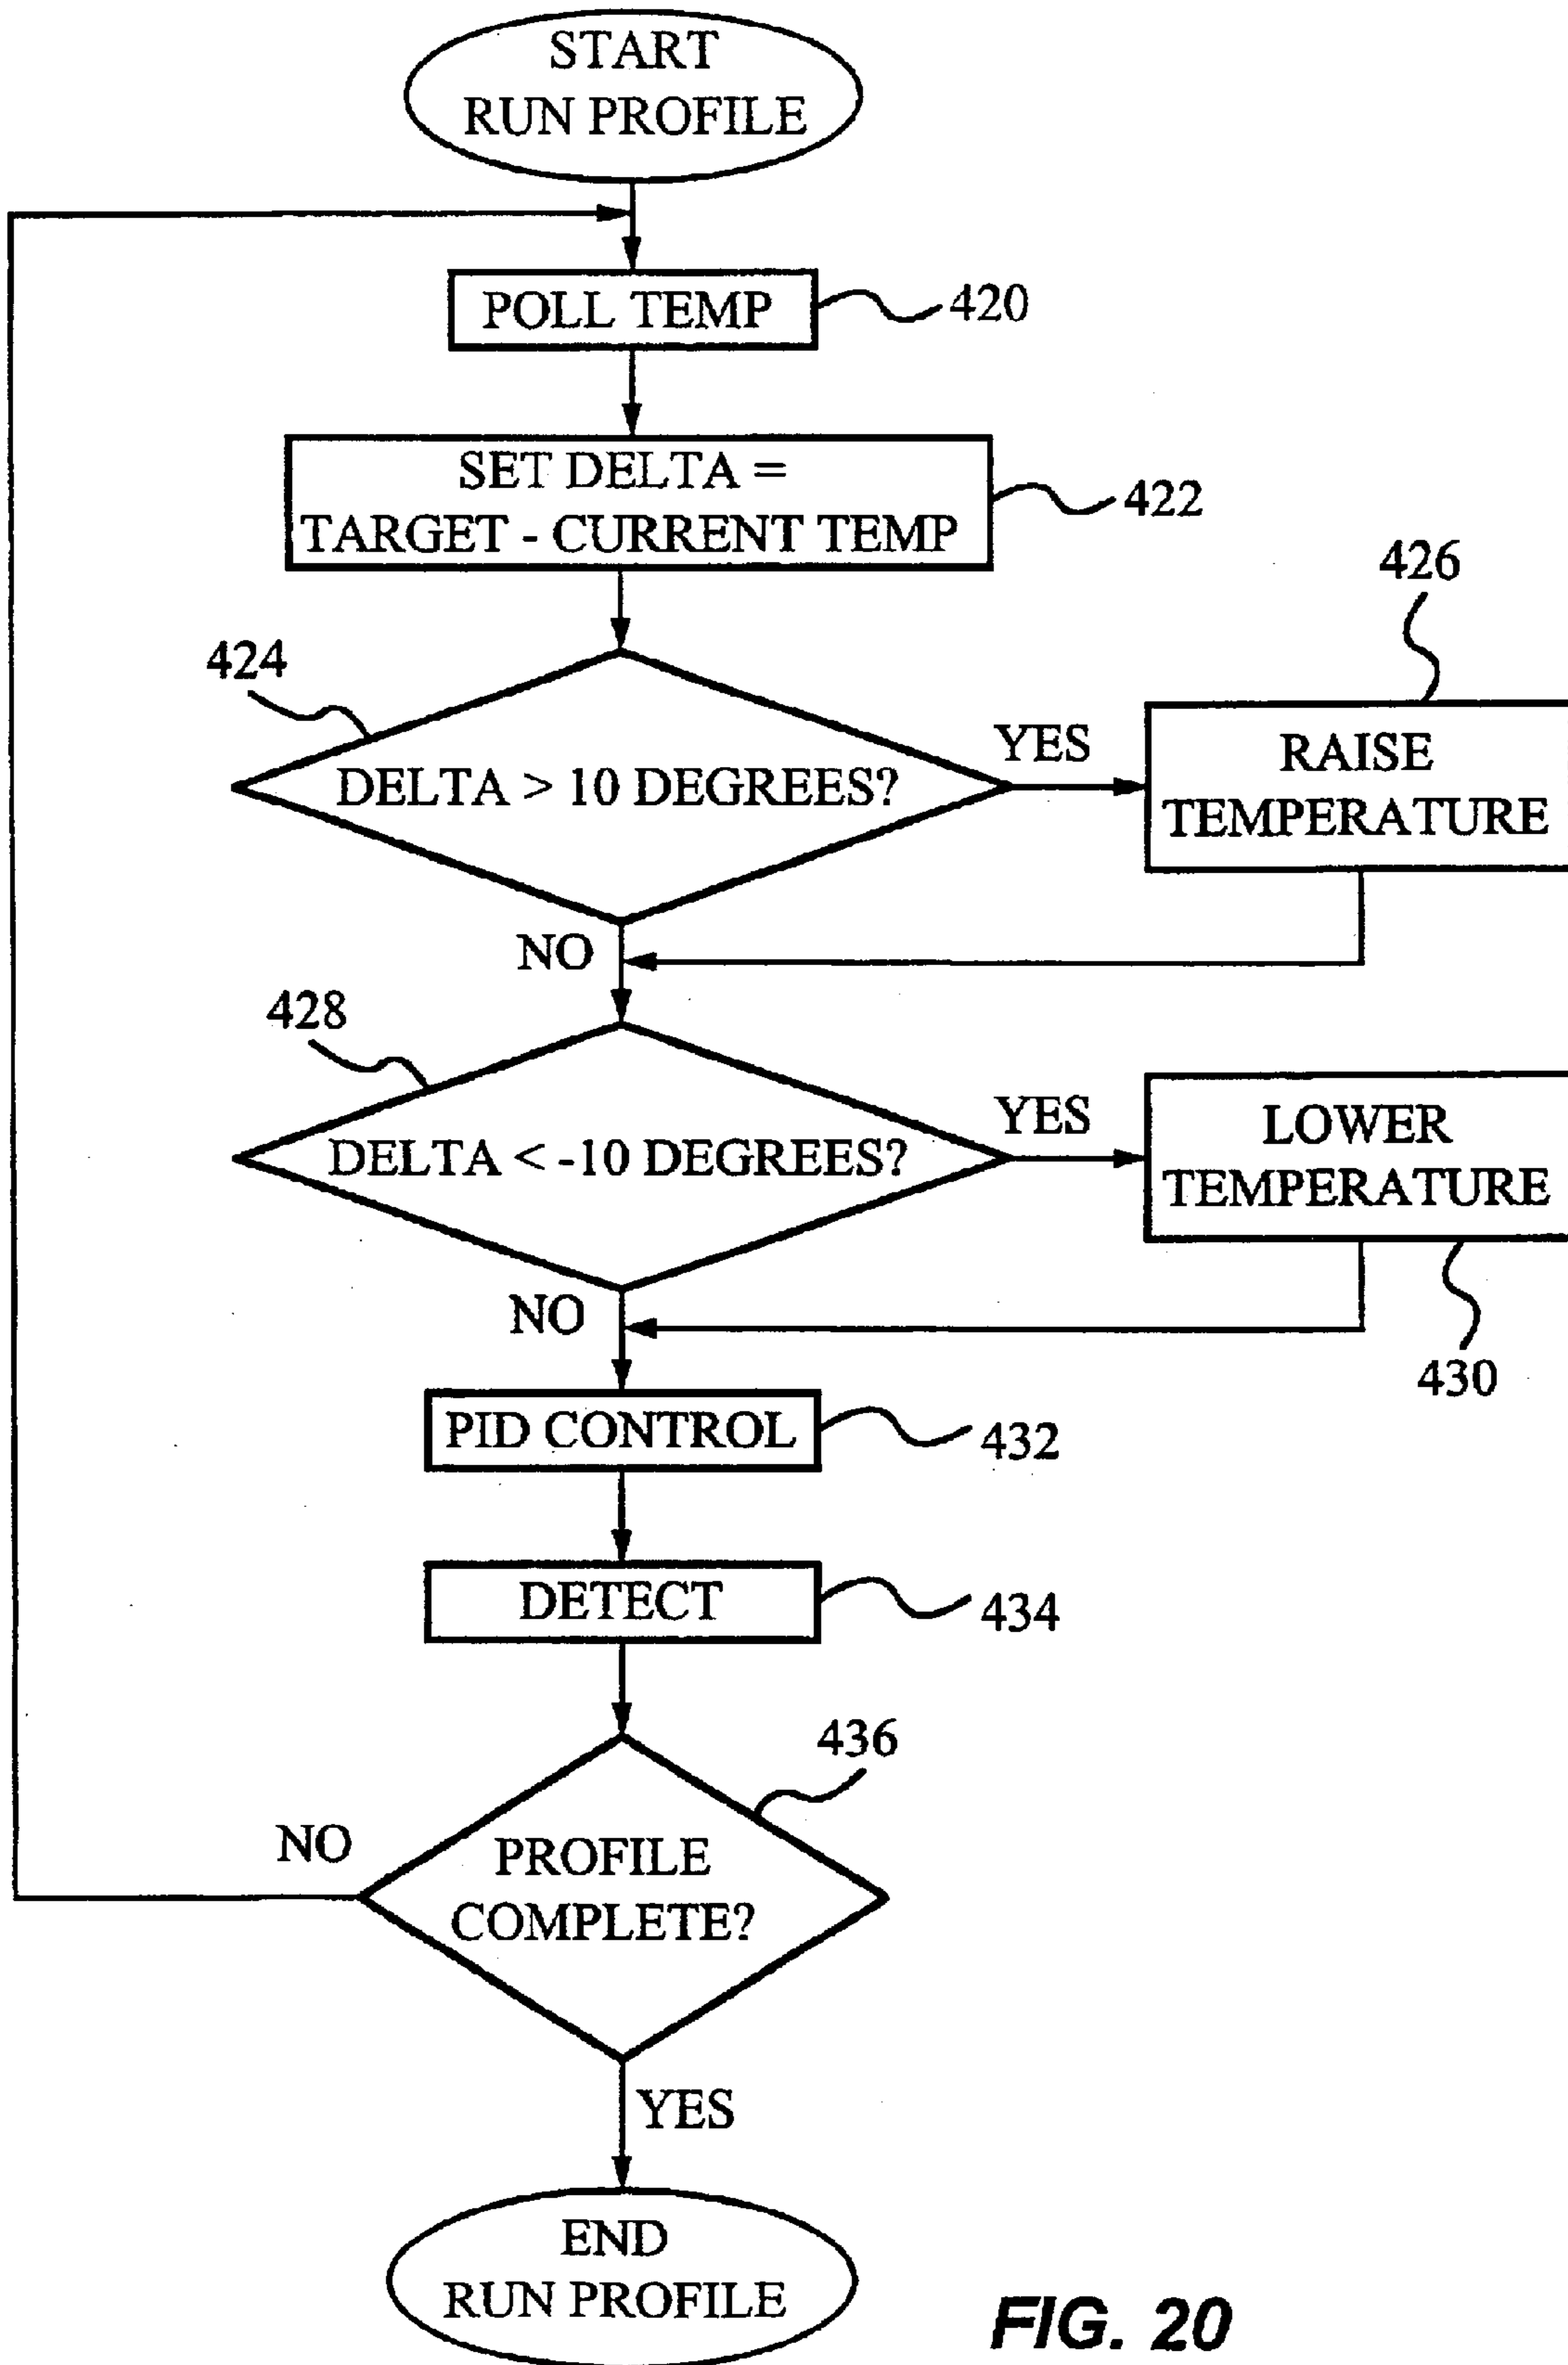 START
RUN PROFILE
POLL TEMP
420
SET DELTA =
TARGET - CURRENT TEMP
422
424
DELTA > 10 DEGREES?
YES
426
RAISE
TEMPERATURE
NO
428
DELTA < -10 DEGREES?
YES
LOWER
TEMPERATURE
430
NO
PID CONTROL
432
DETECT
434
436
PROFILE
COMPLETE?
NO
YES
END
RUN PROFILE
FIG. 20